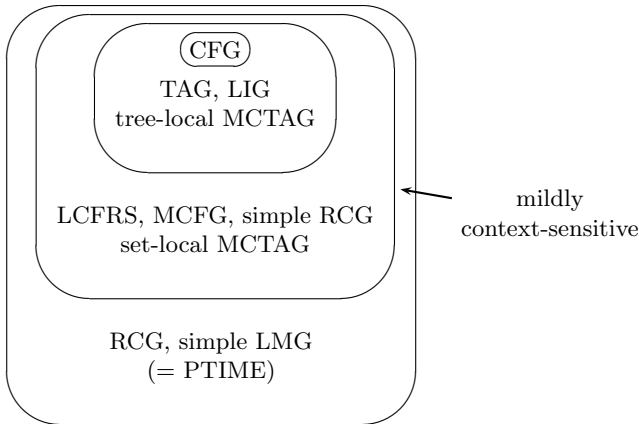 CFG
TAG, LIG
tree-local MCTAG
LCFRS, MCFG, simple RCG
set-local MCTAG
mildly
context-sensitive
RCG, simple LMG
(= PTIME)